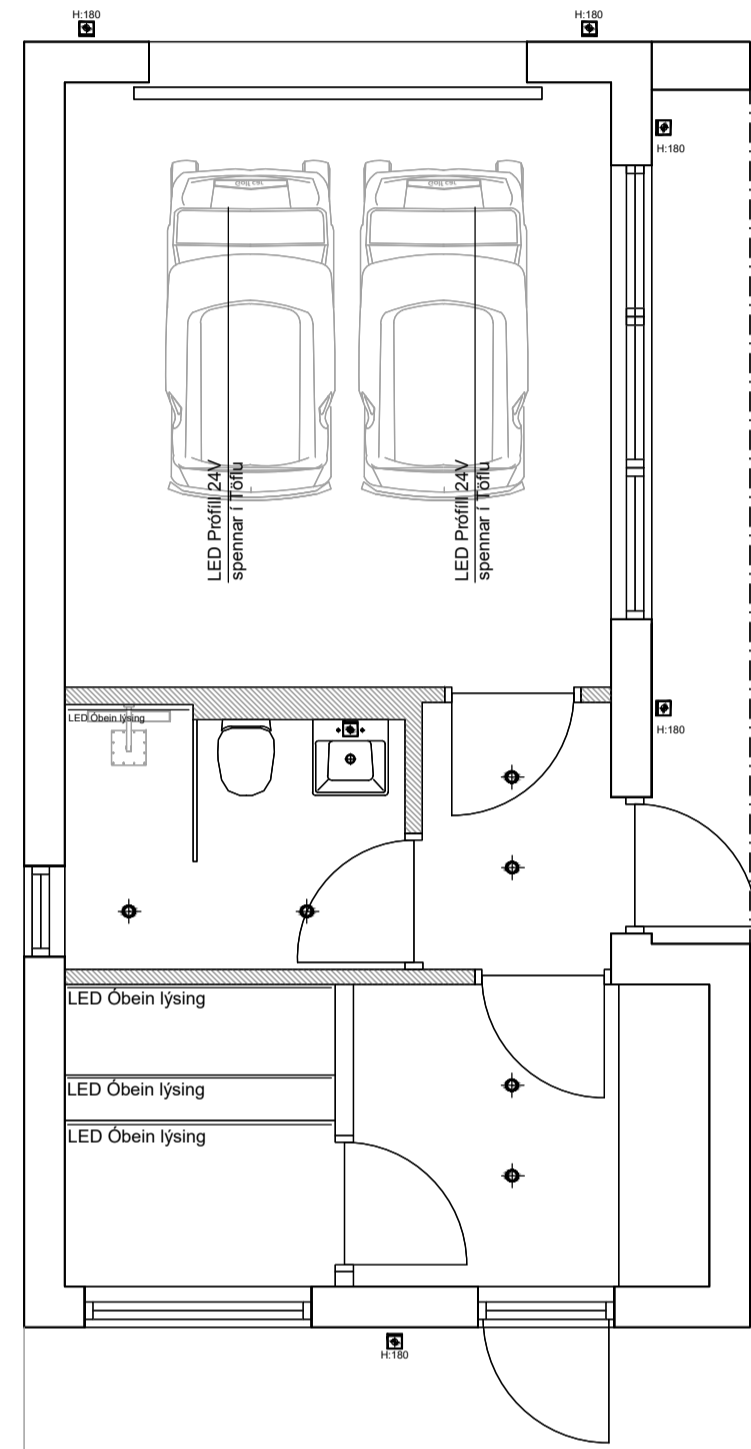 H:180
H:180
H:180
LED Prófíll 24V
spennar í Töflu
LED Prófíll 24V
spennar í Töflu
H:180
LED Óbein lýsing
LED Óbein lýsing
LED Óbein lýsing
LED Óbein lýsing
H:180